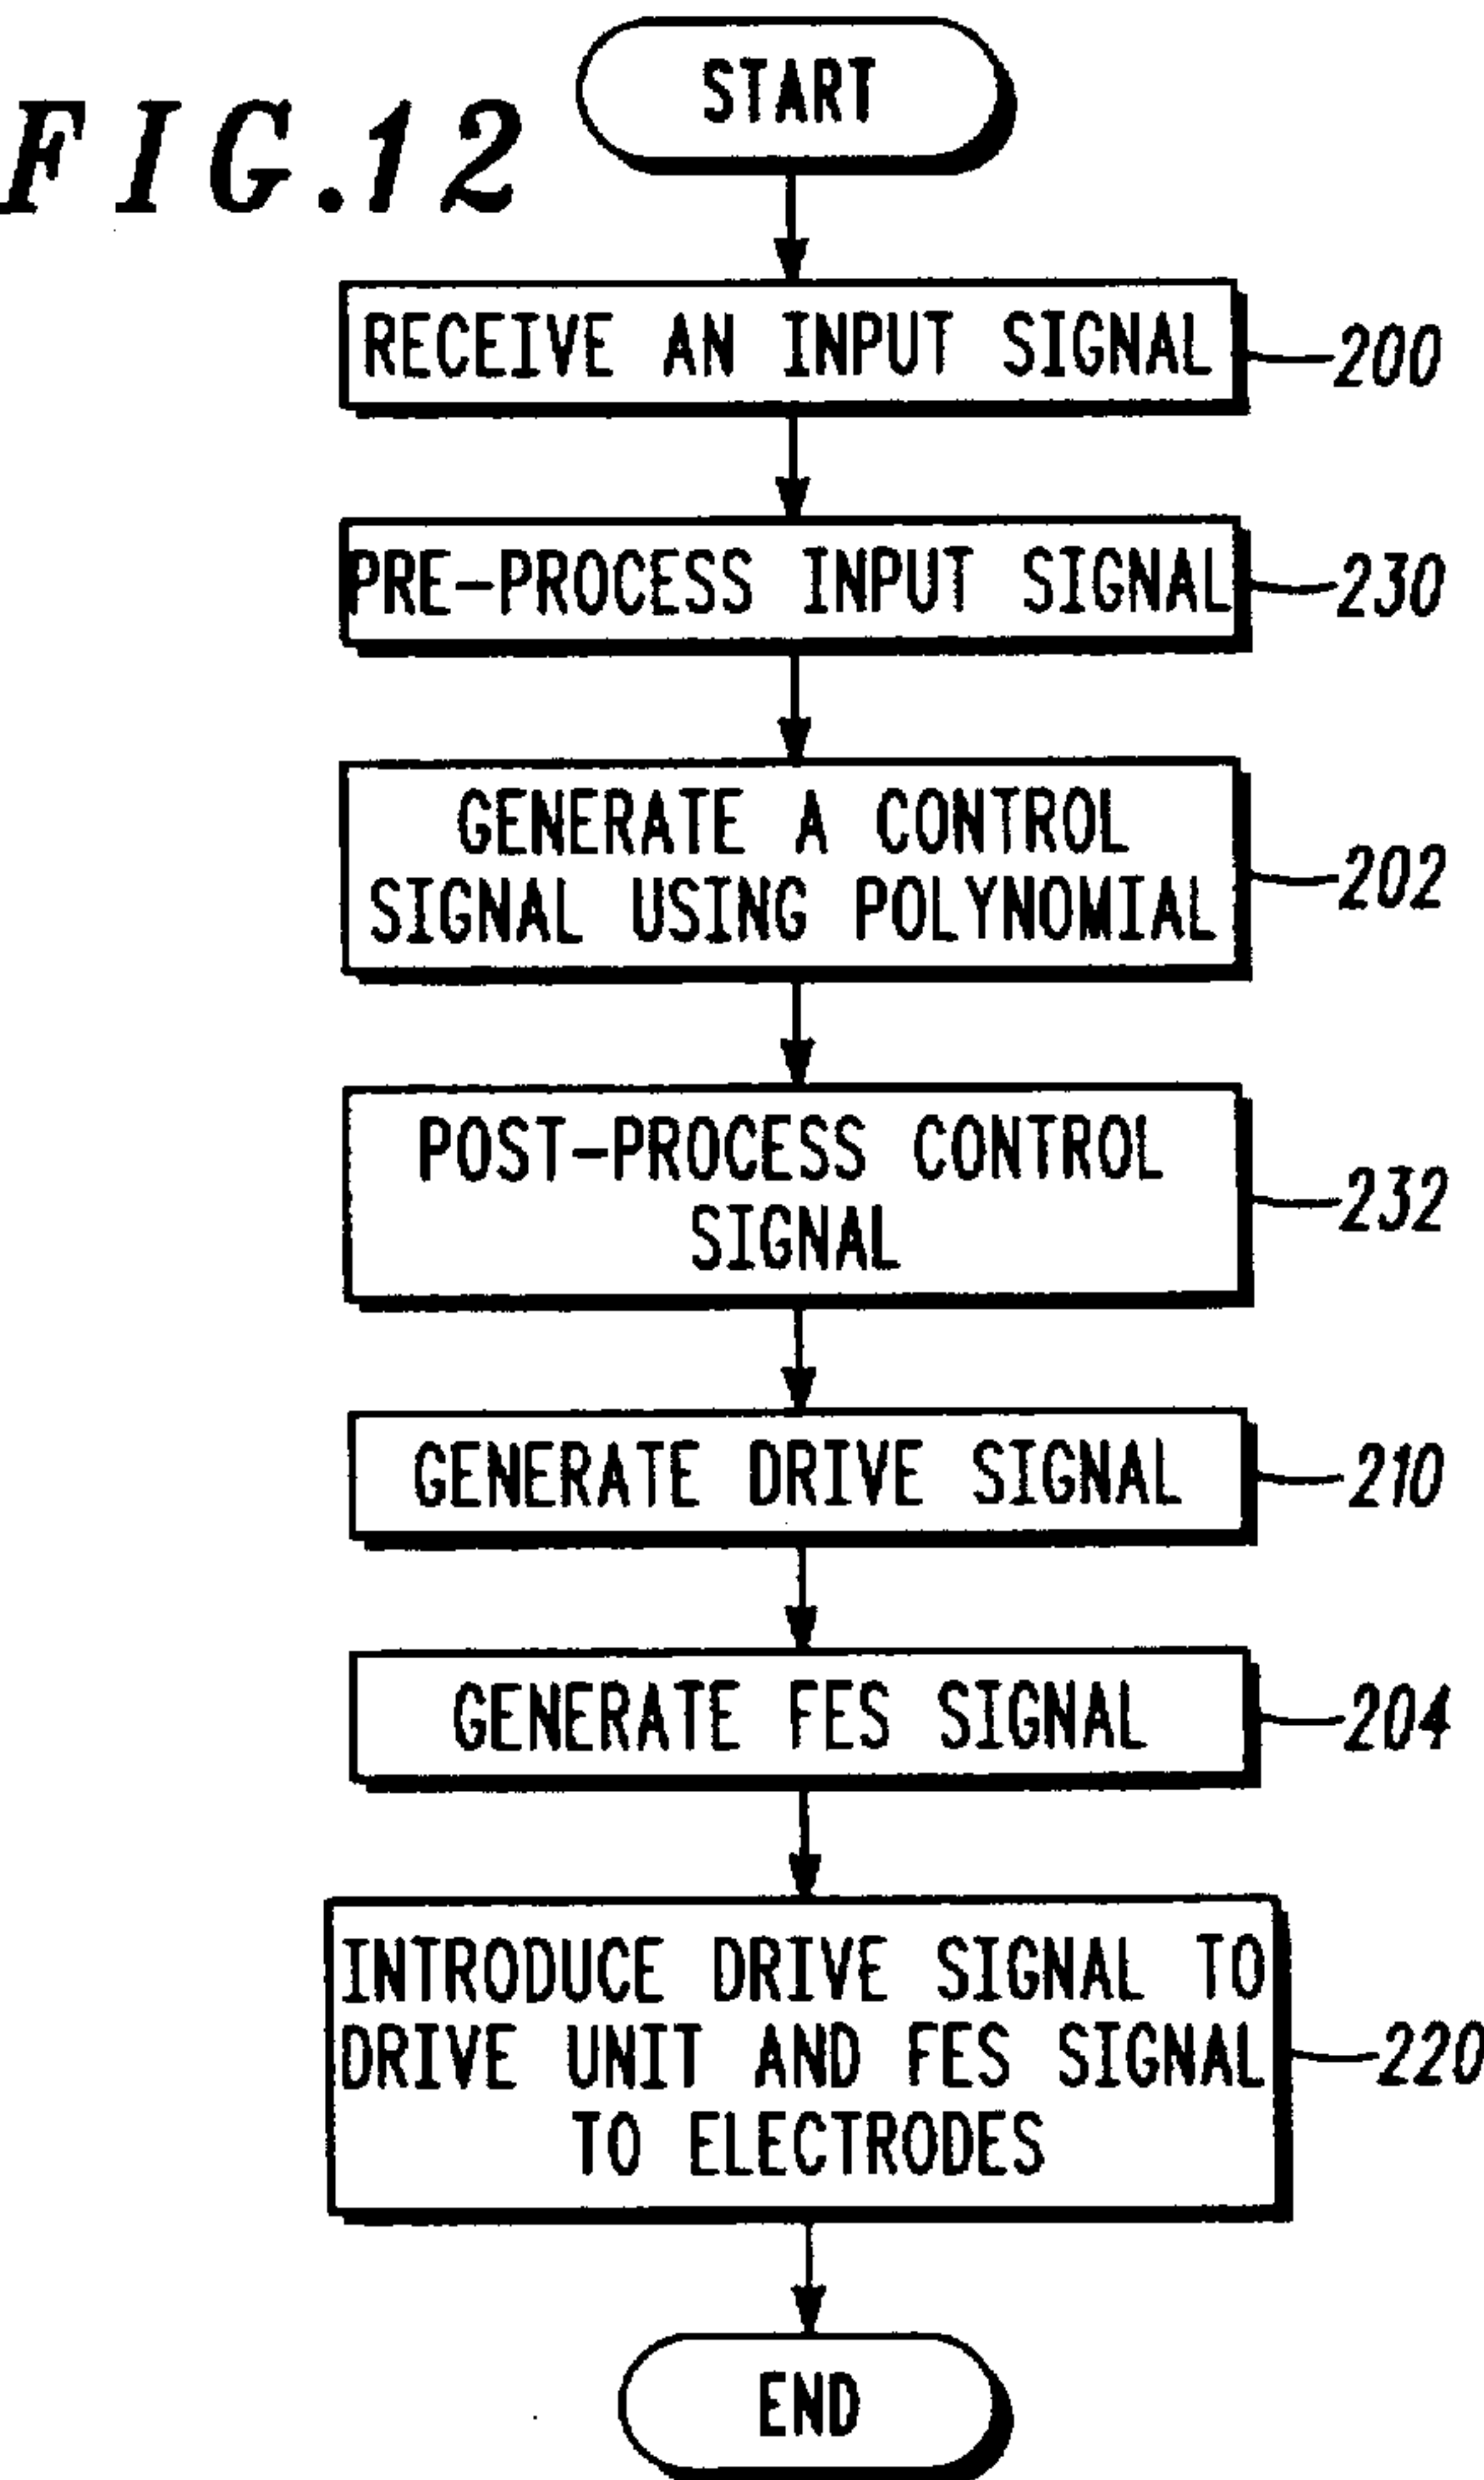 FIG.12
START
RECEIVE AN INPUT SIGNAL
200
PRE-PROCESS INPUT SIGNAL
230
GENERATE A CONTROL
SIGNAL USING POLYNOMIAL
202
POST-PROCESS CONTROL
SIGNAL
232
GENERATE DRIVE SIGNAL
210
GENERATE FES SIGNAL
204
INTRODUCE DRIVE SIGNAL TO
DRIVE UNIT AND FES SIGNAL
TO ELECTRODES
220
END